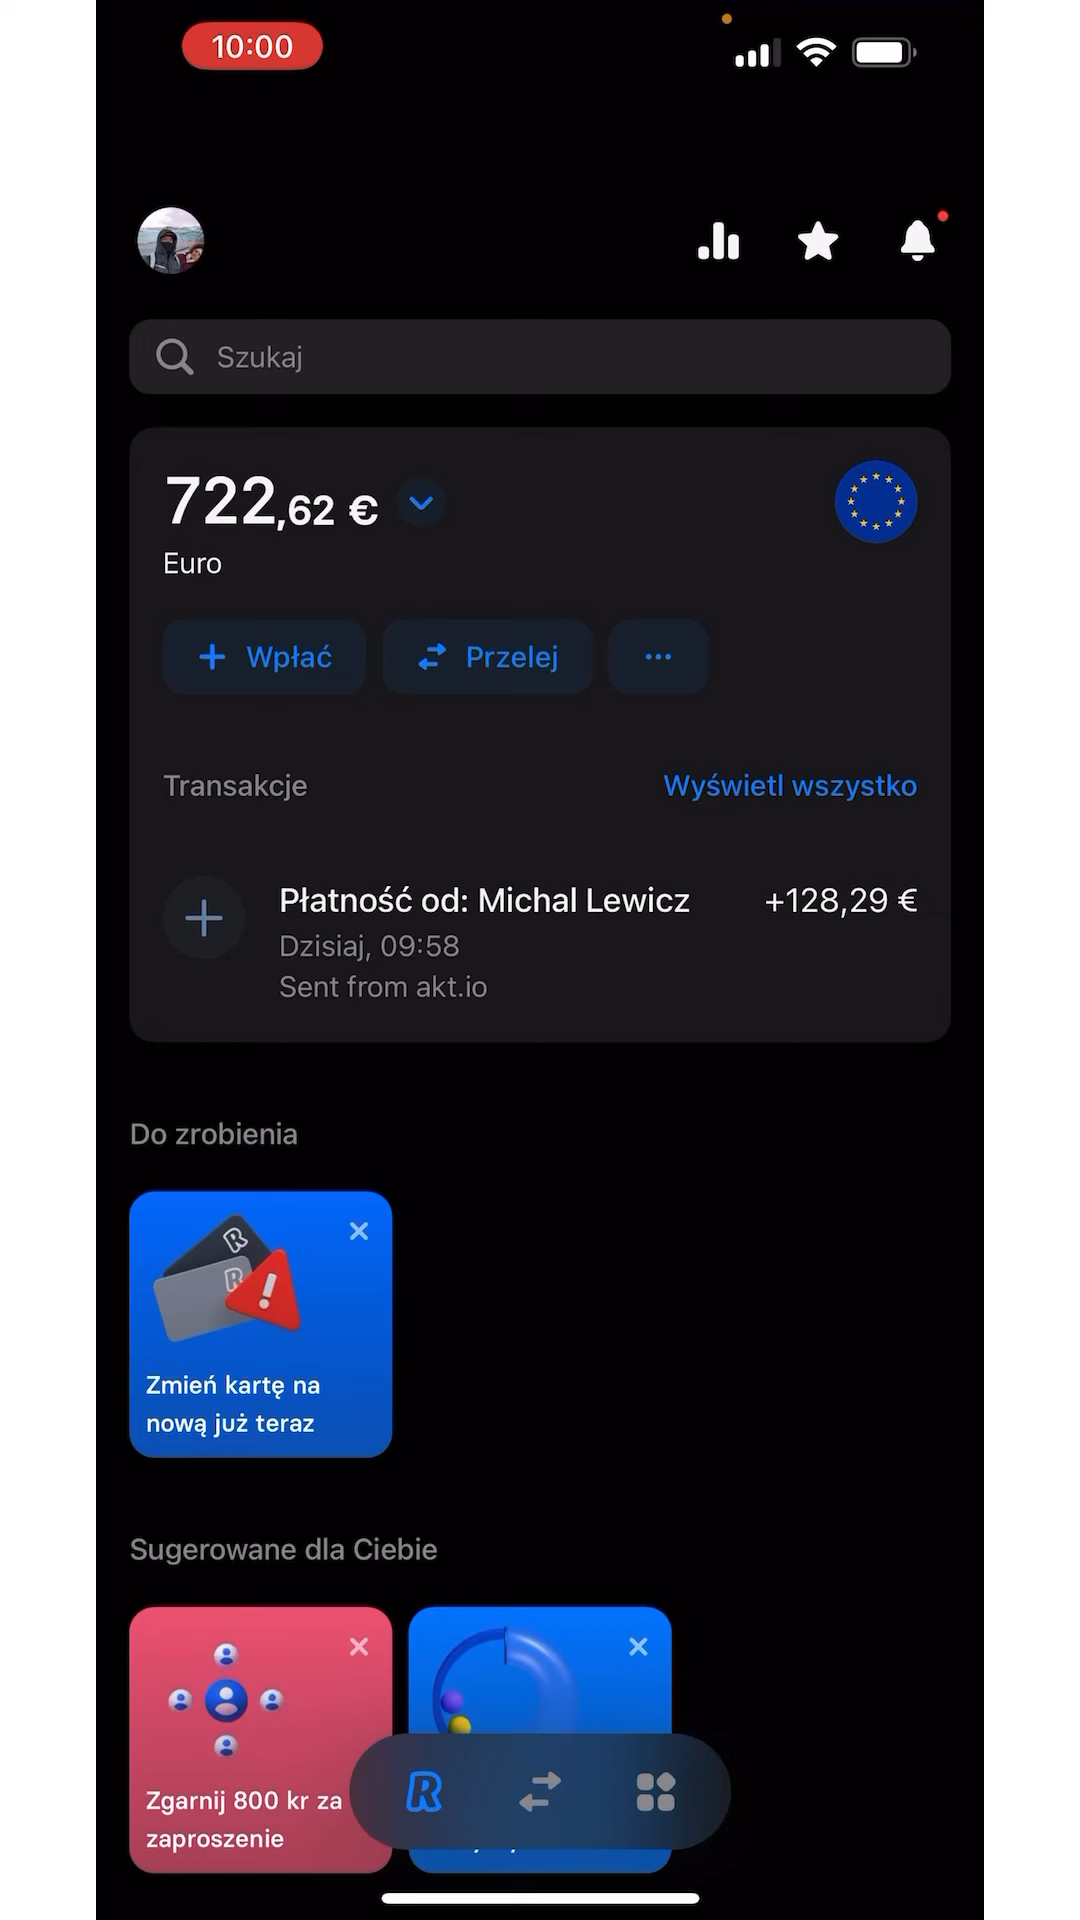 10:00
Szukaj
722,62 €
Euro
Wpłać
Przelej
Transakcje
Wyświetl wszystko
Płatność od: Michal Lewicz
+128,29 €
Dzisiaj, 09:58
Sent from akt.io
Do zrobienia
R
R
Zmień kartę na
nową już teraz
Sugerowane dla Ciebie
Zgarnij 800 kr za
zaproszenie
R